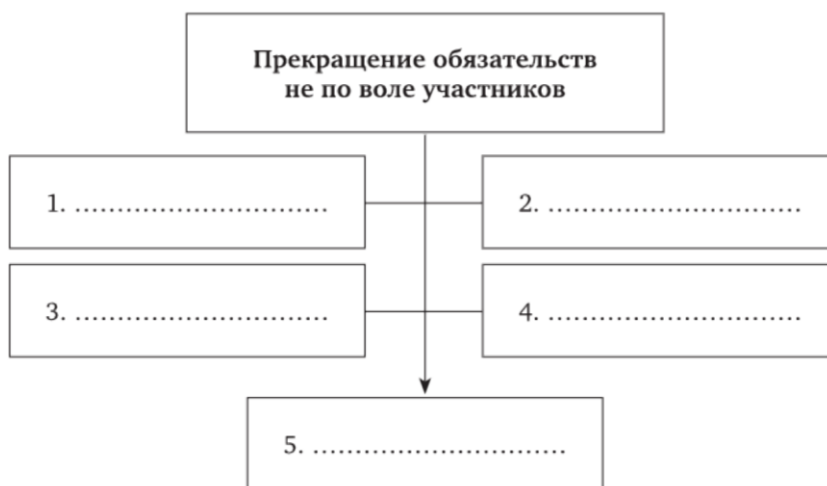 Прекращение обязательств
не по воле участников
1. ..............................
2. ..............................
3. ..............................
4. ..............................
5. ..............................